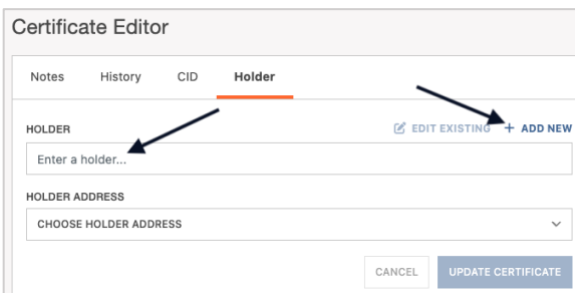 Certificate Editor
Notes History CID Holder
HOLDER EDIT EXISTING + ADD NEW
Enter a holder...
HOLDER ADDRESS
CHOOSE HOLDER ADDRESS
CANCEL UPDATE CERTIFICATE